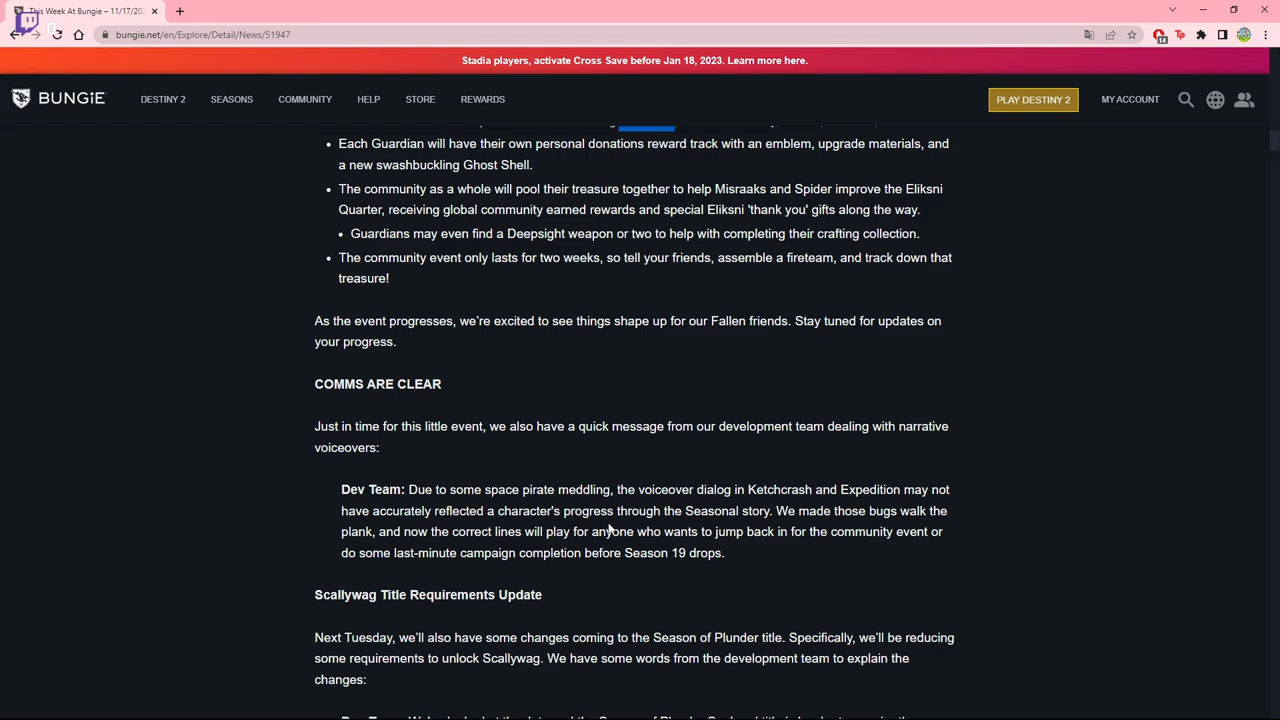 This Week At Bungie – 11/17/202
bungie.net/en/Explore/Detail/News/51947
14
Stadia players, activate Cross Save before Jan 18, 2023. Learn more here.
BUNGiE
DESTINY 2
SEASONS
COMMUNITY
HELP
STORE
REWARDS
PLAY DESTINY 2
MY ACCOUNT
• Each Guardian will have their own personal donations reward track with an emblem, upgrade materials, and
a new swashbuckling Ghost Shell.
• The community as a whole will pool their treasure together to help Misraaks and Spider improve the Eliksni
Quarter, receiving global community earned rewards and special Eliksni 'thank you' gifts along the way.
• Guardians may even find a Deepsight weapon or two to help with completing their crafting collection.
• The community event only lasts for two weeks, so tell your friends, assemble a fireteam, and track down that
treasure!
As the event progresses, we’re excited to see things shape up for our Fallen friends. Stay tuned for updates on
your progress.
COMMS ARE CLEAR
Just in time for this little event, we also have a quick message from our development team dealing with narrative
voiceovers:
Dev Team: Due to some space pirate meddling, the voiceover dialog in Ketchcrash and Expedition may not
have accurately reflected a character's progress through the Seasonal story. We made those bugs walk the
plank, and now the correct lines will play for anyone who wants to jump back in for the community event or
do some last-minute campaign completion before Season 19 drops.
Scallywag Title Requirements Update
Next Tuesday, we’ll also have some changes coming to the Season of Plunder title. Specifically, we’ll be reducing
some requirements to unlock Scallywag. We have some words from the development team to explain the
changes: